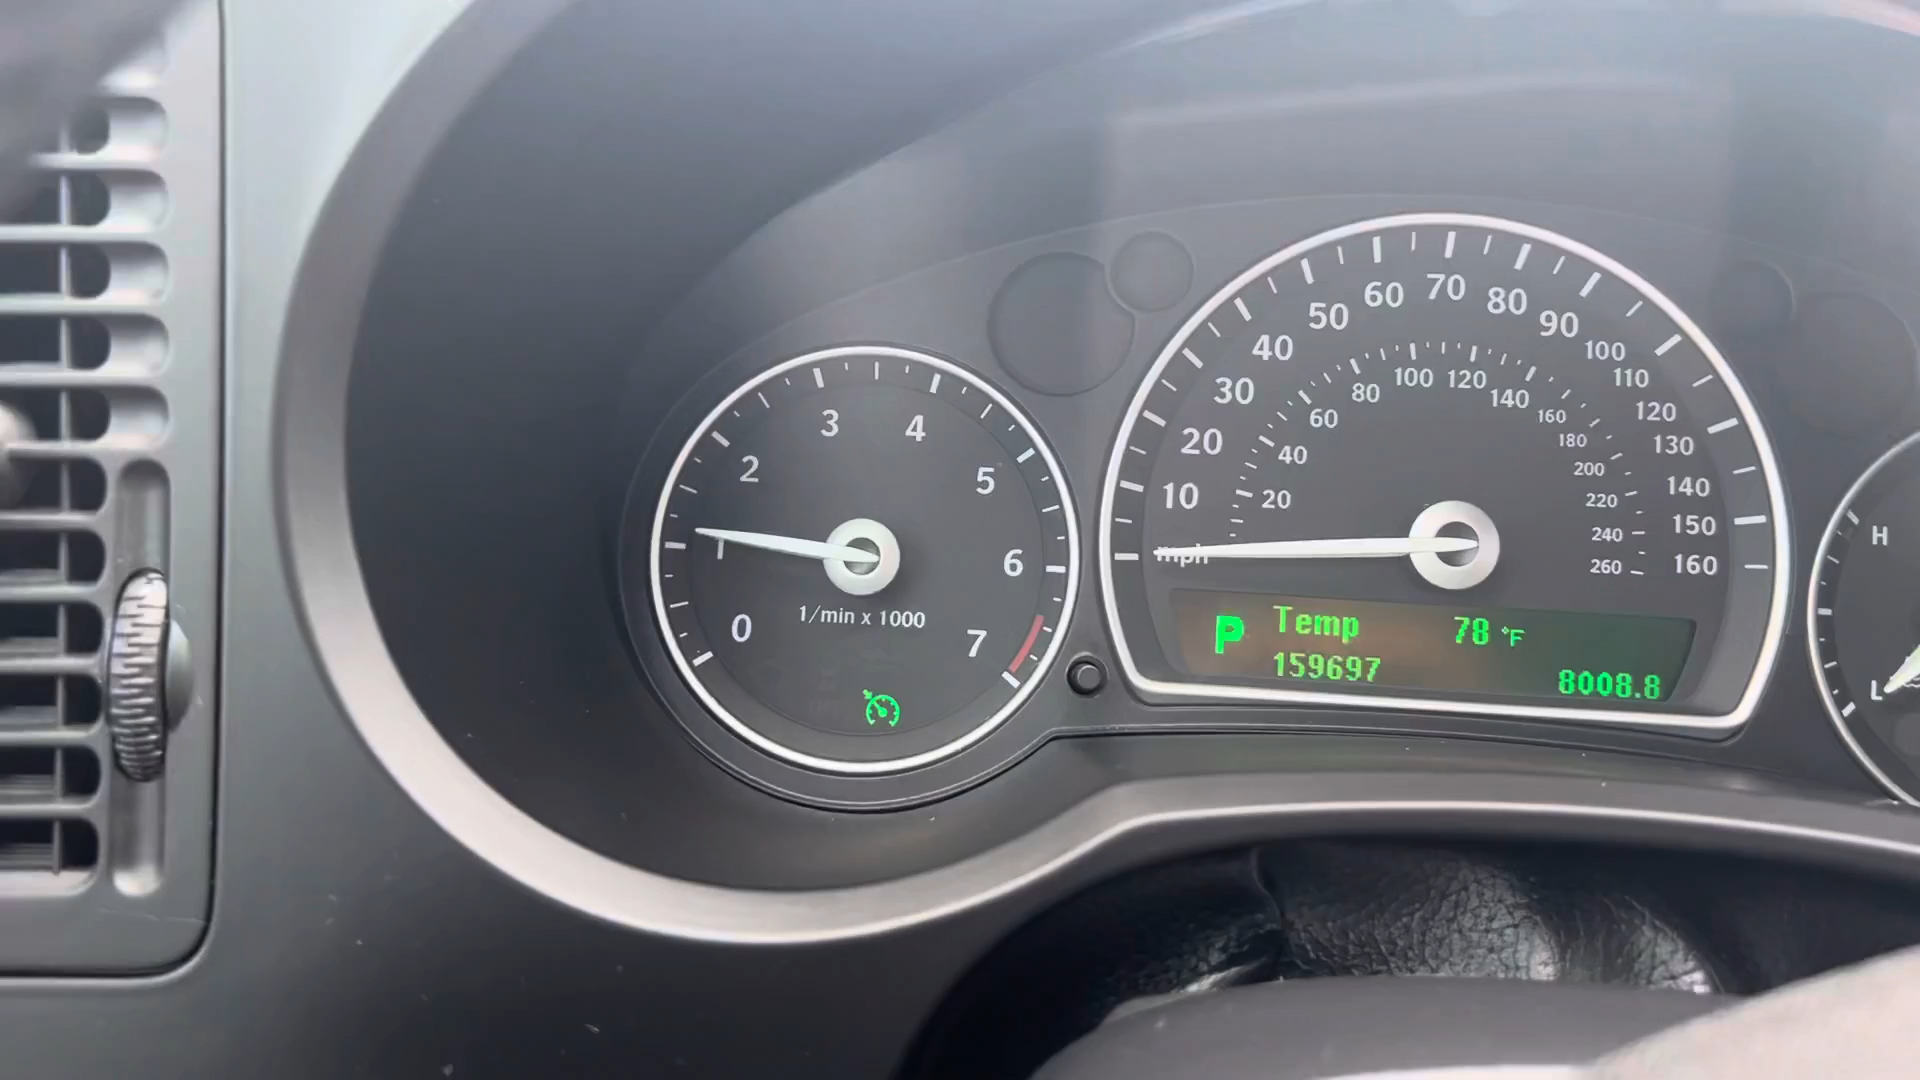 0 1 2 3 4 5 6 7
1/min x 1000
mph 10 20 30 40 50 60 70 80 90 100 110 120 130 140 150 160
20 40 60 80 100 120 140 160 180 200 220 240 260
P Temp 78 °F
159697 8008.8
H
L